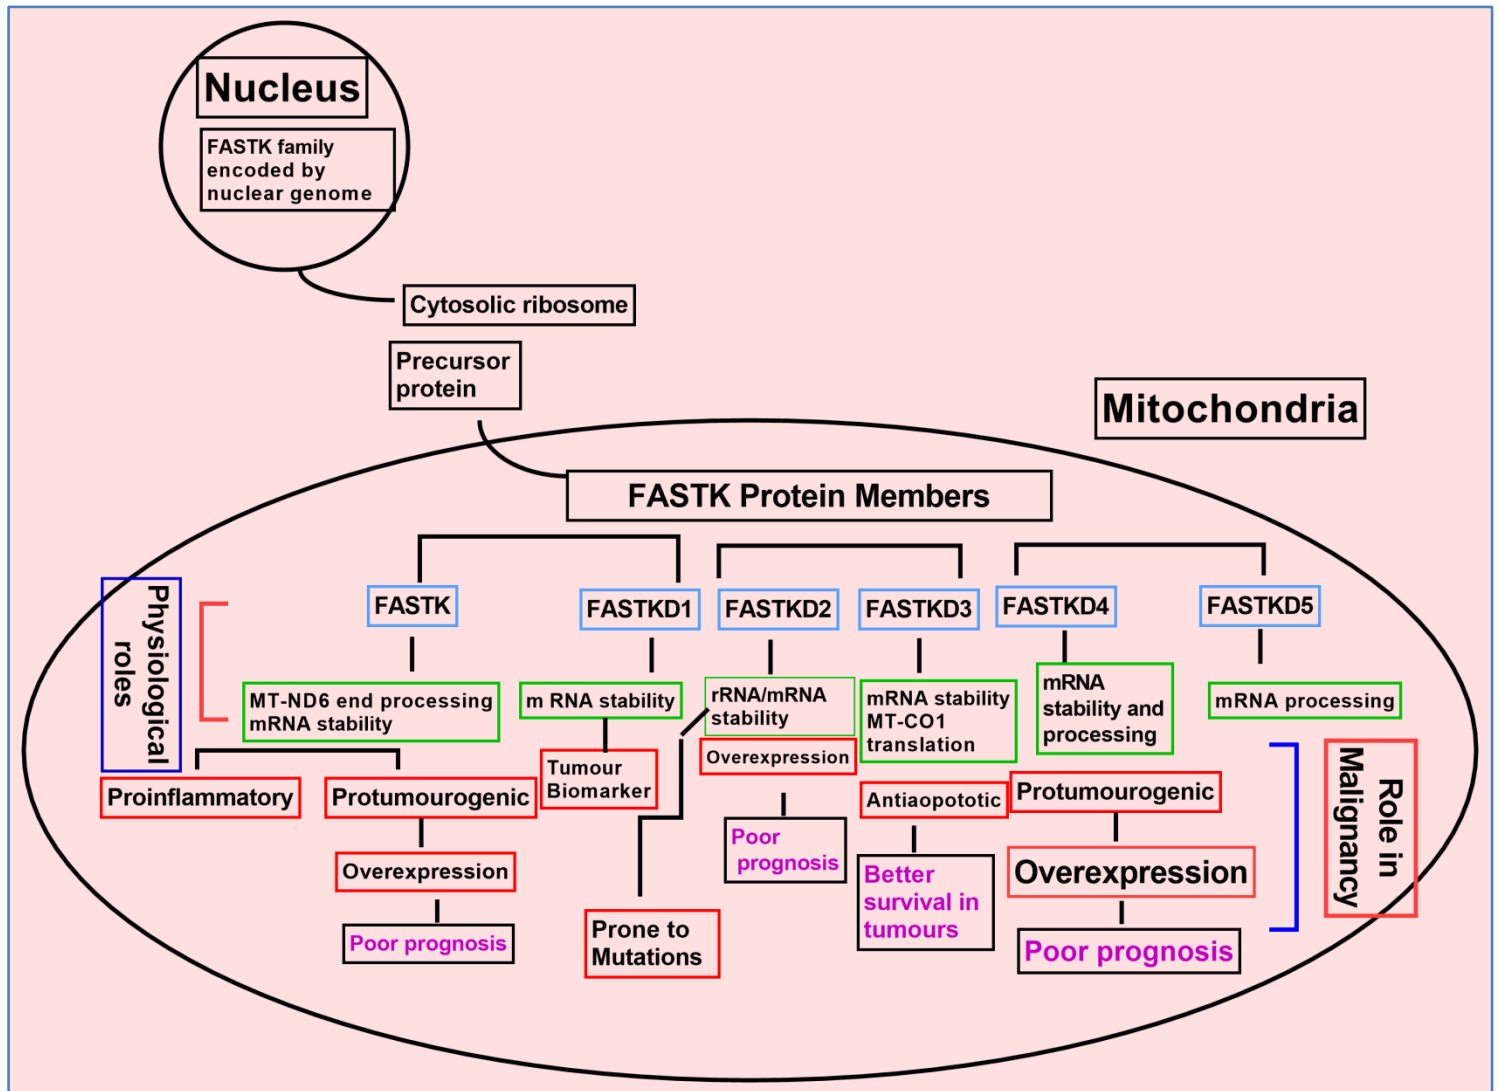 Nucleus
FASTK family
encoded by
nuclear genome
Cytosolic ribosome
Precursor
protein
Mitochondria
FASTK Protein Members
Physiological
roles
FASTK
FASTKD1
FASTKD2
FASTKD3
FASTKD4
FASTKD5
MT-ND6 end processing
mRNA stability
m RNA stability
rRNA/mRNA
stability
mRNA stability
MT-CO1
translation
mRNA
stability and
processing
mRNA processing
Proinflammatory
Protumourogenic
Tumour
Biomarker
Overexpression
Antiaopototic
Protumourogenic
Role in
Malignancy
Overexpression
Poor
prognosis
Better
survival in
tumours
Overexpression
Poor prognosis
Prone to
Mutations
Poor prognosis